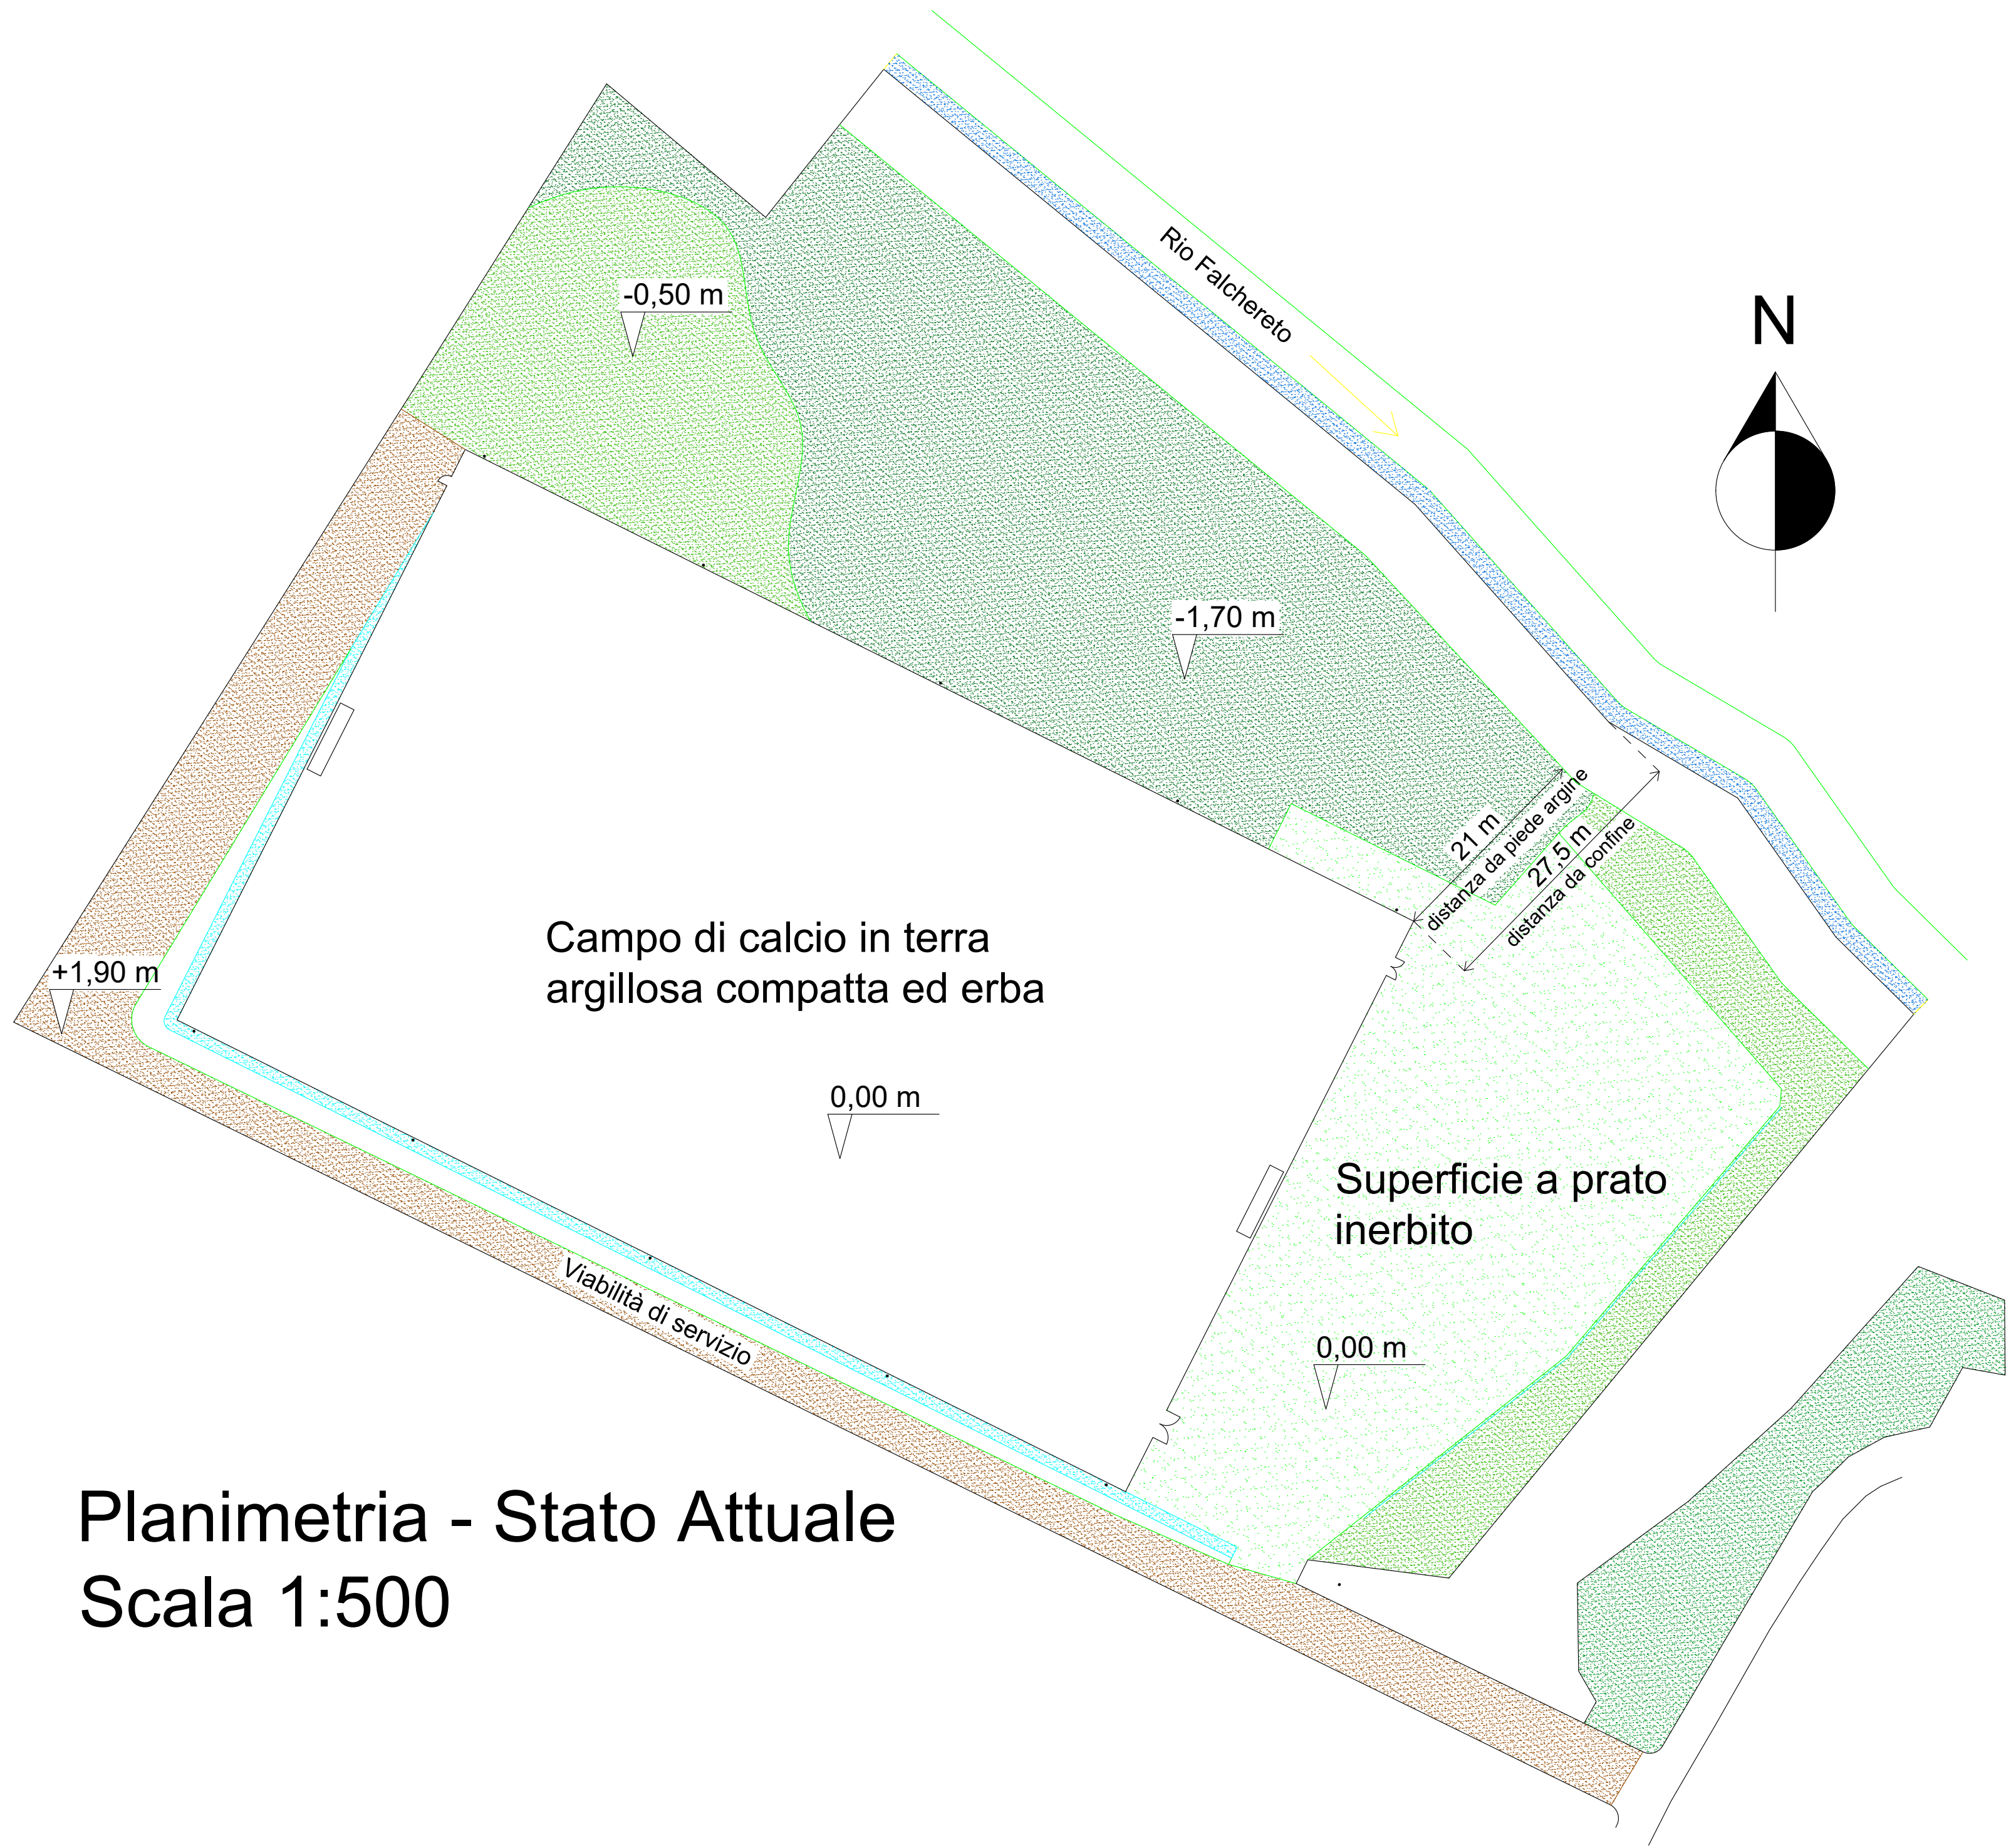 Rio Falchereto
N
-0,50 m
-1,70 m
21 m
distanza da piede argine
27,5 m
distanza da confine
Campo di calcio in terra
argillosa compatta ed erba
+1,90 m
0,00 m
Superficie a prato
inerbito
Viabilità di servizio
0,00 m
Planimetria - Stato Attuale
Scala 1:500